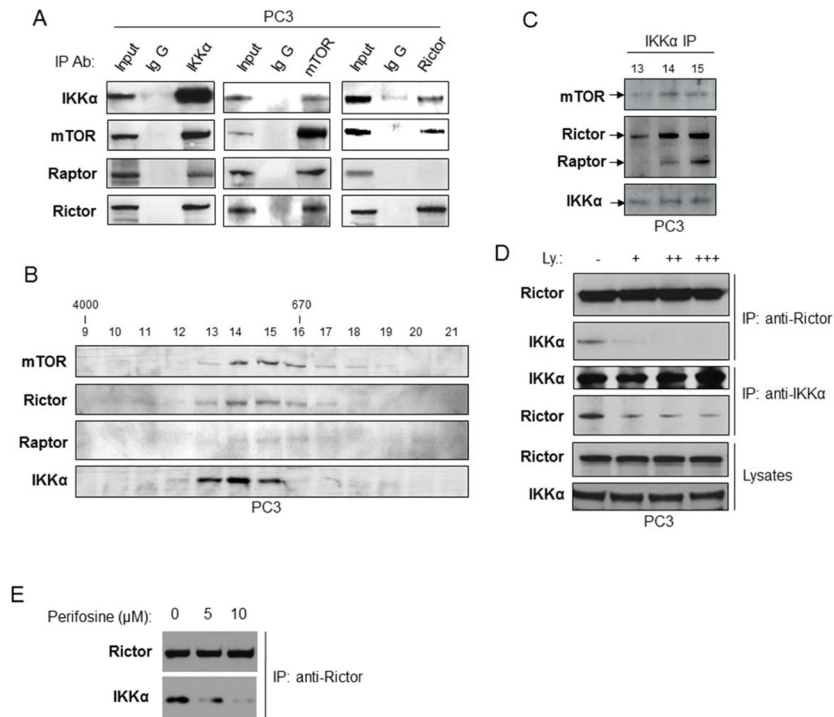 A
PC3
IP Ab: Input Ig G IKKα Input Ig G mTOR Input Ig G Rictor
IKKα
mTOR
Raptor
Rictor
B
4000 670
9 10 11 12 13 14 15 16 17 18 19 20 21
mTOR
Rictor
Raptor
IKKα
PC3
C
IKKα IP
13 14 15
mTOR
Rictor
Raptor
IKKα
PC3
D
Ly.: - + ++ +++
Rictor
IP: anti-Rictor
IKKα
IKKα
IP: anti-IKKα
Rictor
Rictor
Lysates
IKKα
PC3
E
Perifosine (µM): 0 5 10
Rictor
IP: anti-Rictor
IKKα